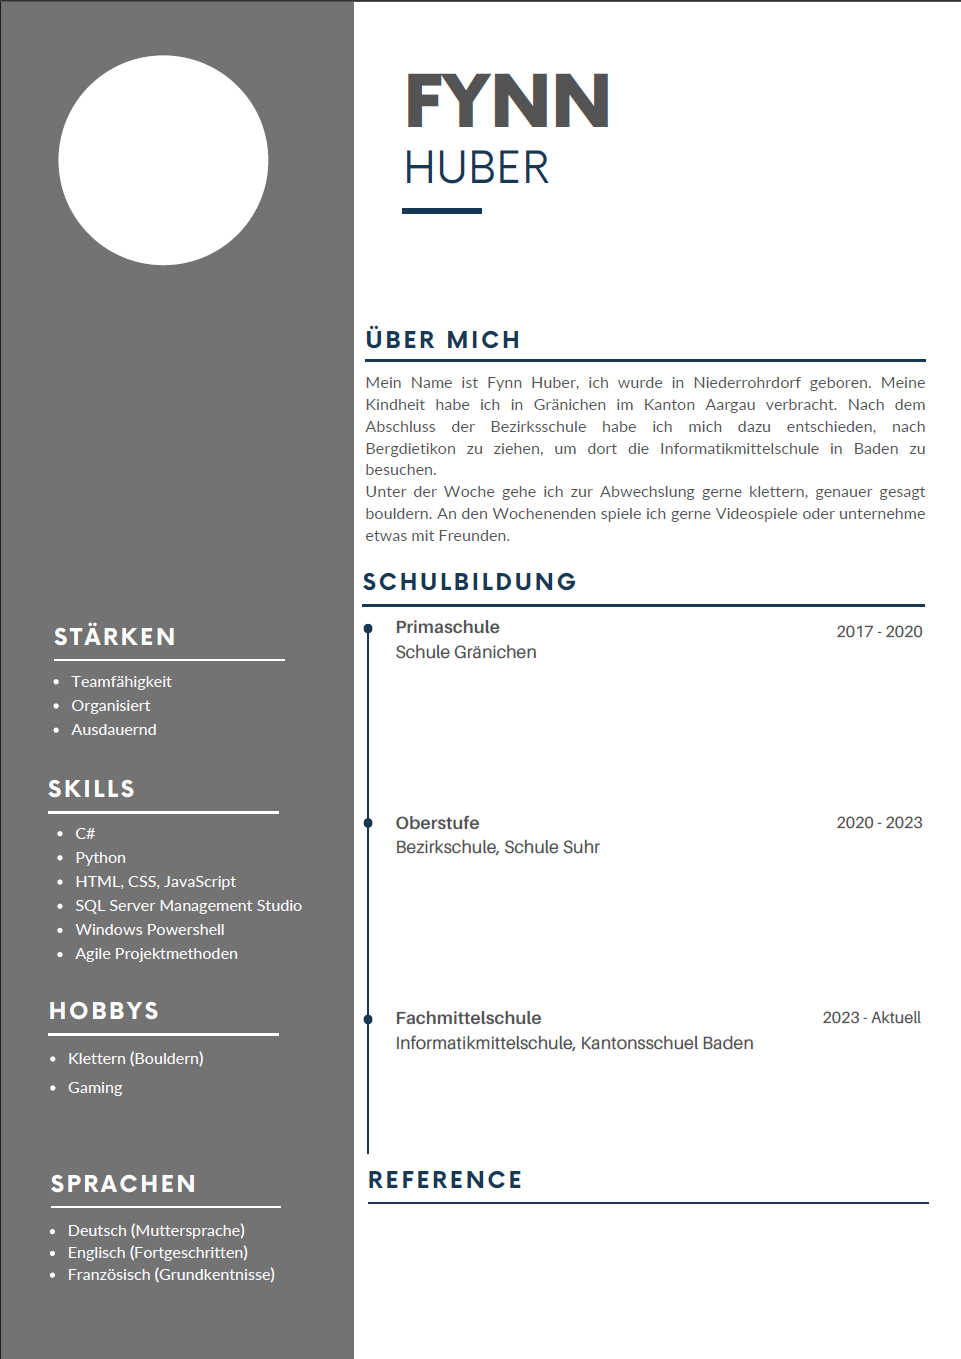 FYNN
HUBER
ÜBER MICH
Mein Name ist Fynn Huber, ich wurde in Niederrohrdorf geboren. Meine
Kindheit habe ich in Gränichen im Kanton Aargau verbracht. Nach dem
Abschluss der Bezirksschule habe ich mich dazu entschieden, nach
Bergdietikon zu ziehen, um dort die Informatikmittelschule in Baden zu
besuchen.
Unter der Woche gehe ich zur Abwechslung gerne klettern, genauer gesagt
bouldern. An den Wochenenden spiele ich gerne Videospiele oder unternehme
etwas mit Freunden.
SCHULBILDUNG
Primaschule 2017 - 2020
Schule Gränichen
Oberstufe 2020 - 2023
Bezirkschule, Schule Suhr
Fachmittelschule 2023 - Aktuell
Informatikmittelschule, Kantonsschuel Baden
REFERENCE
STÄRKEN
• Teamfähigkeit
• Organisiert
• Ausdauernd
SKILLS
• C#
• Python
• HTML, CSS, JavaScript
• SQL Server Management Studio
• Windows Powershell
• Agile Projektmethoden
HOBBYS
• Klettern (Bouldern)
• Gaming
SPRACHEN
• Deutsch (Muttersprache)
• Englisch (Fortgeschritten)
• Französisch (Grundkentnisse)